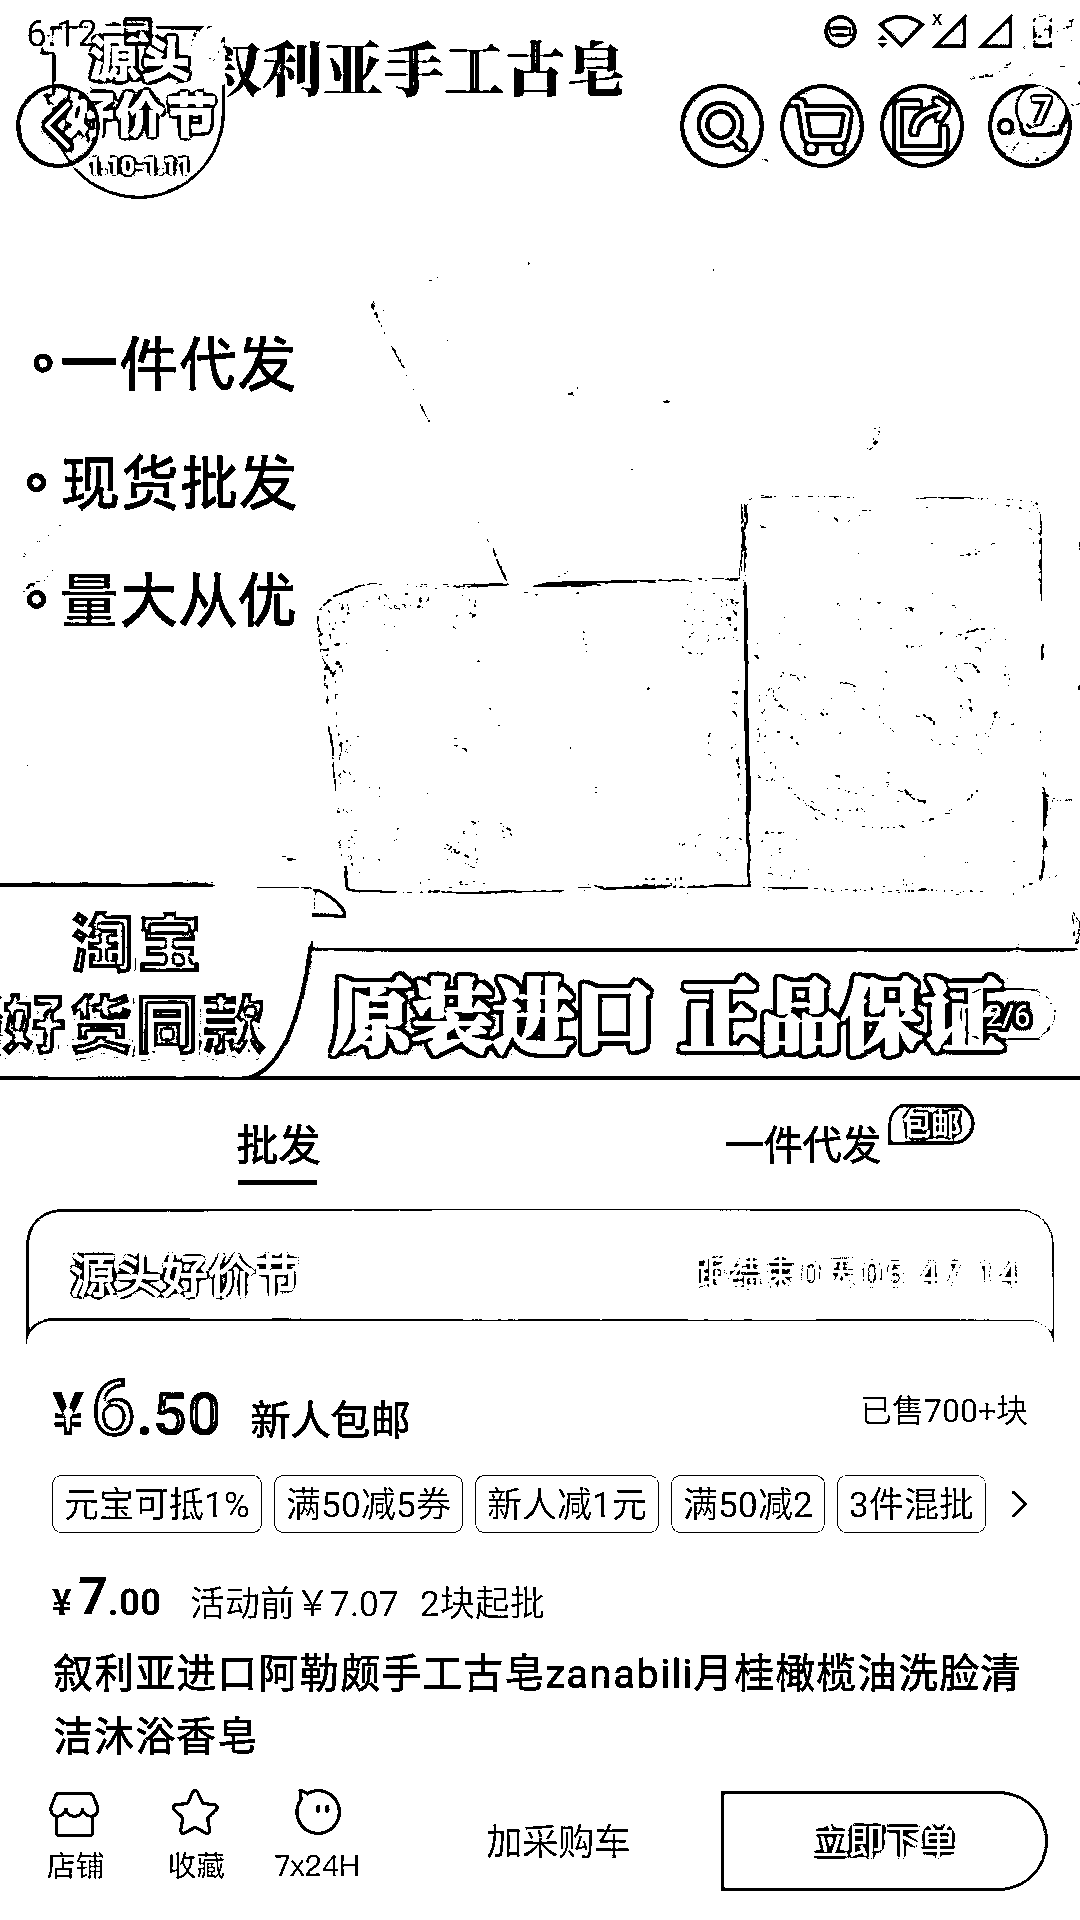 6:12
源头
好价节
1.10-1.11
叙利亚手工古皂
7
一件代发
现货批发
量大从优
淘宝
好货同款
原装进口 正品保证
2/6
批发
一件代发
包邮
源头好价节
距结束0天05 47 14
¥6.50 新人包邮
已售700+块
元宝可抵1%
满50减5券
新人减1元
满50减2
3件混批
¥7.00 活动前¥7.07 2块起批
叙利亚进口阿勒颇手工古皂zanabili月桂橄榄油洗脸清
洁沐浴香皂
店铺
收藏
7x24H
加采购车
立即下单